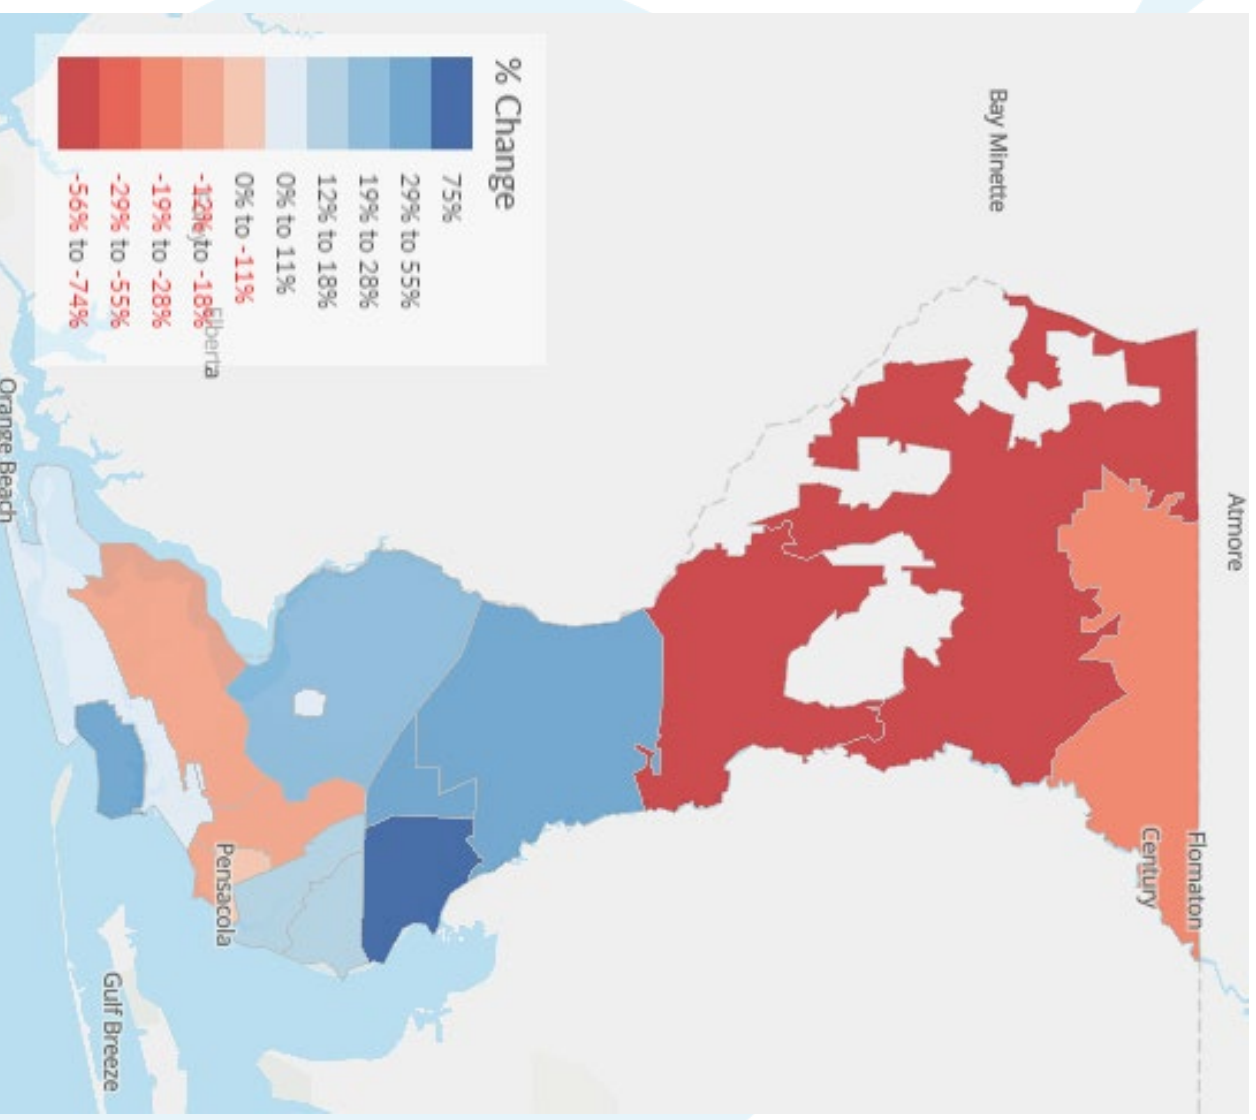 % Change
75%
29% to 55%
19% to 28%
12% to 18%
0% to 11%
0% to -11%
-12% to -18%
-19% to -28%
-29% to -55%
-56% to -74%
Atmore
Flomaton
Century
Bay Minette
Elberta
Pensacola
Gulf Breeze
Orange Beach